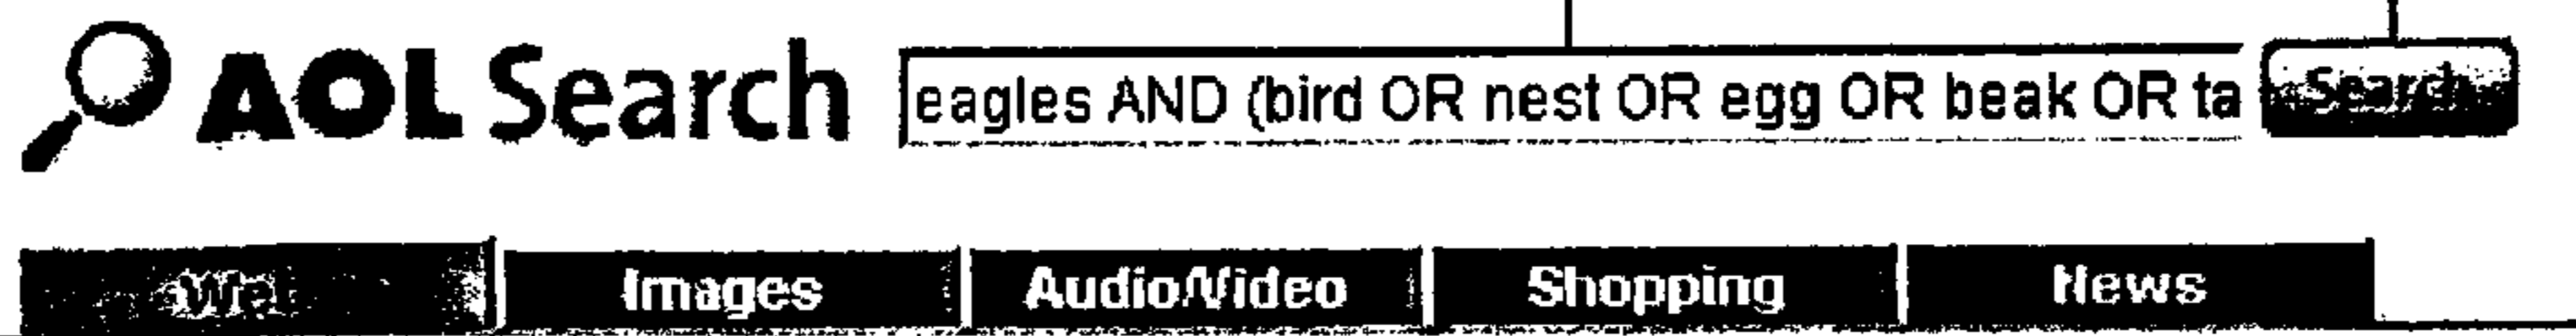 AOL Search eagles AND (bird OR nest OR egg OR beak OR ta Search
Web Images Audio/Video Shopping News